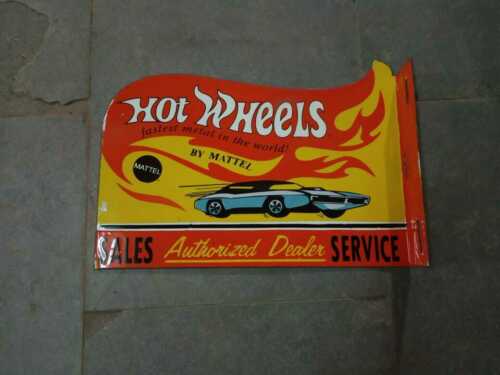 HOT WHEELS
fastest metal in the world!
BY MATTEL
MATTEL
SALES Authorized Dealer SERVICE